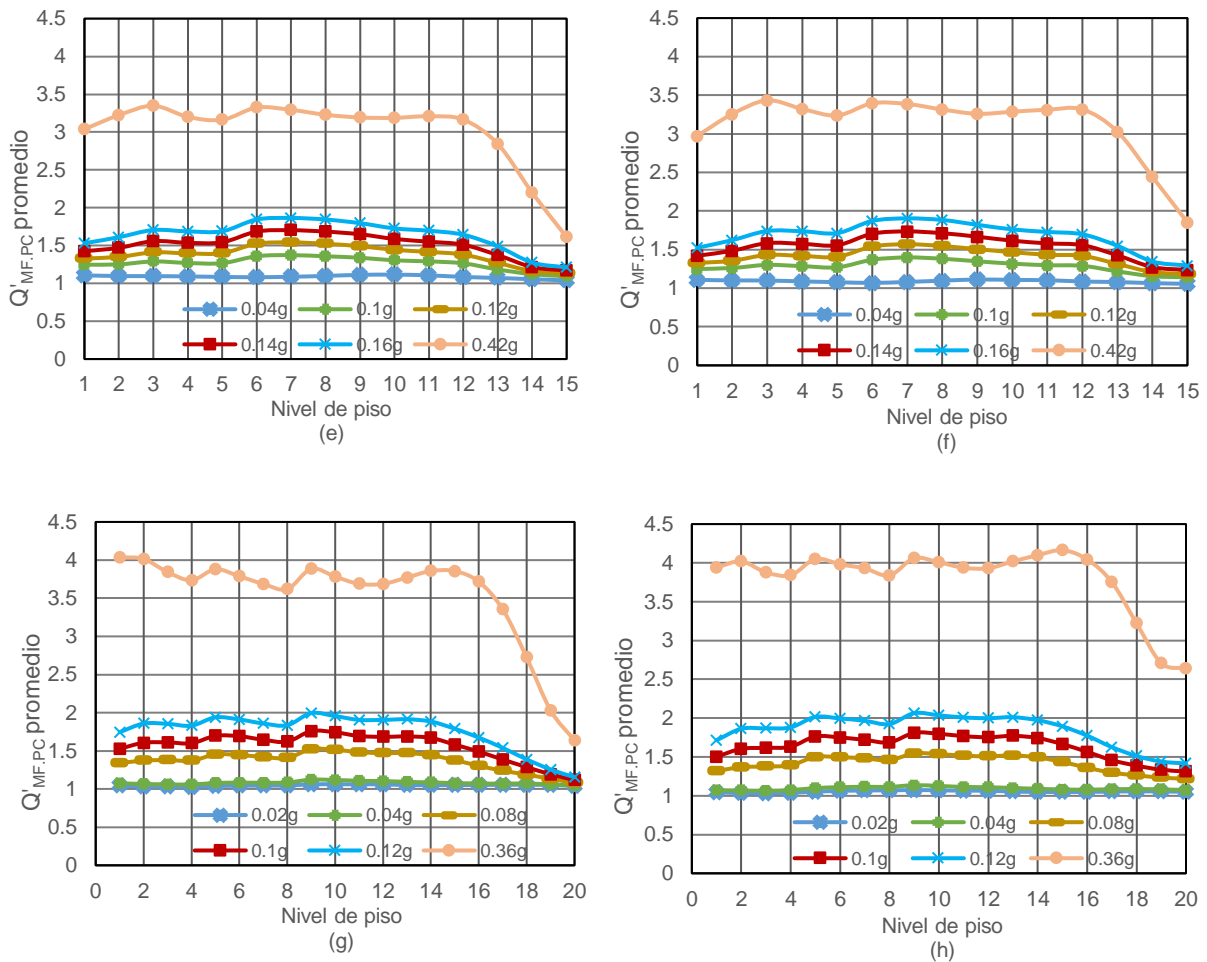 4.5
4
3.5
3
2.5
2
1.5
1
0.5
0
Q'MF.PC promedio
0.04g 0.1g 0.12g
0.14g 0.16g 0.42g
1 2 3 4 5 6 7 8 9 10 11 12 13 14 15
Nivel de piso
(e)
4.5
4
3.5
3
2.5
2
1.5
1
0.5
0
Q'MF.PC promedio
0.04g 0.1g 0.12g
0.14g 0.16g 0.42g
1 2 3 4 5 6 7 8 9 10 11 12 13 14 15
Nivel de piso
(f)
4.5
4
3.5
3
2.5
2
1.5
1
0.5
0
Q'MF.PC promedio
0.02g 0.04g 0.08g
0.1g 0.12g 0.36g
0 2 4 6 8 10 12 14 16 18 20
Nivel de piso
(g)
4.5
4
3.5
3
2.5
2
1.5
1
0.5
0
Q'MF.PC promedio
0.02g 0.04g 0.08g
0.1g 0.12g 0.36g
0 2 4 6 8 10 12 14 16 18 20
Nivel de piso
(h)